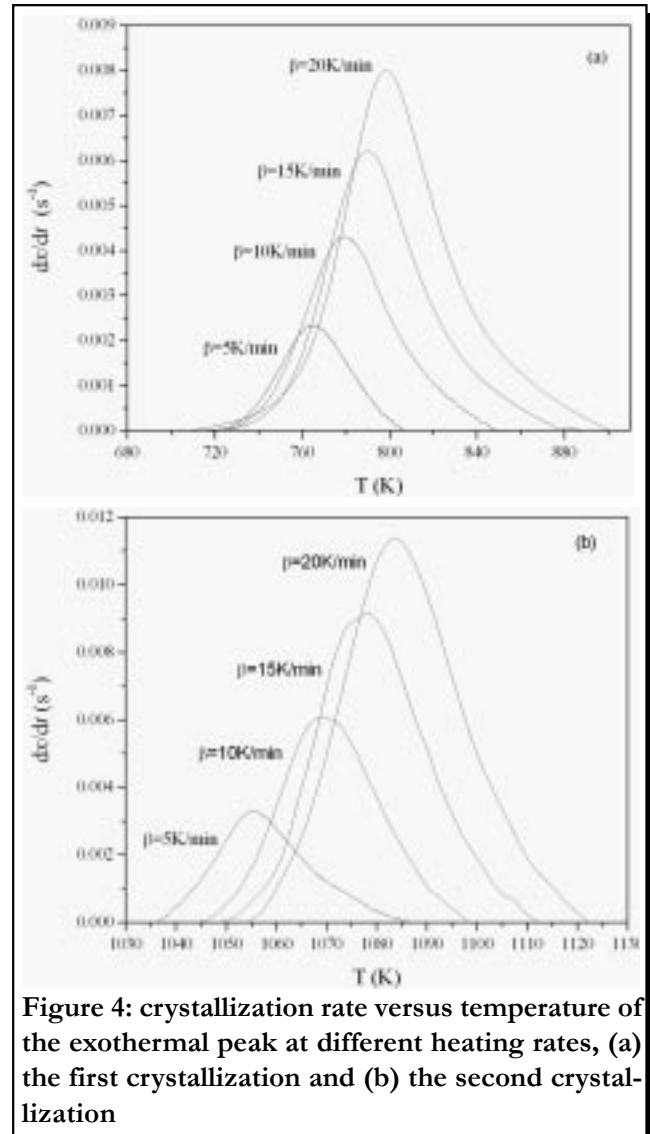 0.009
(a)
β=20K/min
0.008
0.007
0.006
β=15K/min
0.005
dx/dt (s⁻¹)
0.004
β=10K/min
0.003
0.002
β=5K/min
0.001
0.000
680 720 760 800 840 880
T (K)
0.012
(b)
β=20K/min
0.010
0.008
β=15K/min
dx/dt (s⁻¹)
0.006
β=10K/min
0.004
β=5K/min
0.002
0.000
1030 1040 1050 1060 1070 1080 1090 1100 1110 1120 113
T (K)
Figure 4: crystallization rate versus temperature of
the exothermal peak at different heating rates, (a)
the first crystallization and (b) the second crystal-
lization